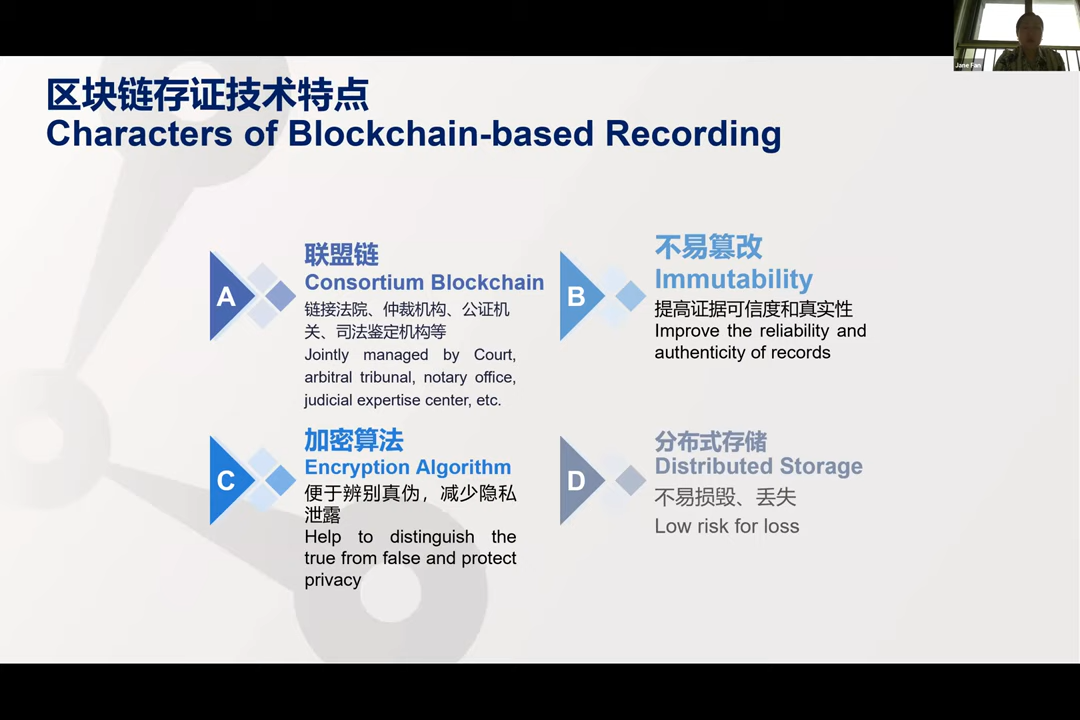 区块链存证技术特点
Characters of Blockchain-based Recording
Jane Fan
A
联盟链
Consortium Blockchain
链接法院、仲裁机构、公证机
关、司法鉴定机构等
Jointly managed by Court,
arbitral tribunal, notary office,
judicial expertise center, etc.
B
不易篡改
Immutability
提高证据可信度和真实性
Improve the reliability and
authenticity of records
C
加密算法
Encryption Algorithm
便于辨别真伪，减少隐私
泄露
Help to distinguish the
true from false and protect
privacy
D
分布式存储
Distributed Storage
不易损毁、丢失
Low risk for loss